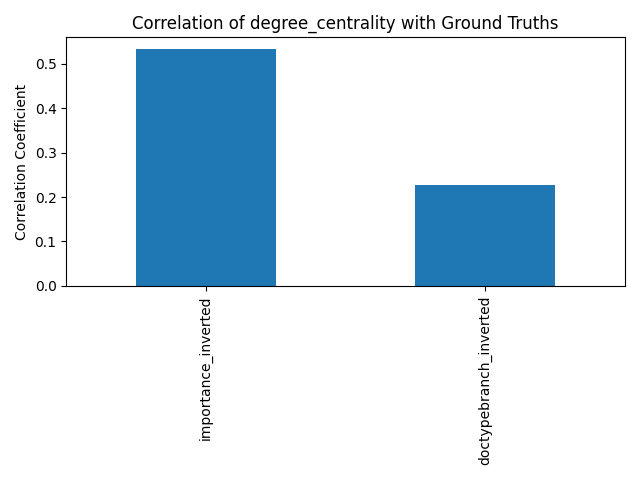 Correlation of degree_centrality with Ground Truths
Correlation Coefficient
0.5
0.4
0.3
0.2
0.1
0.0
importance_inverted
doctypebranch_inverted